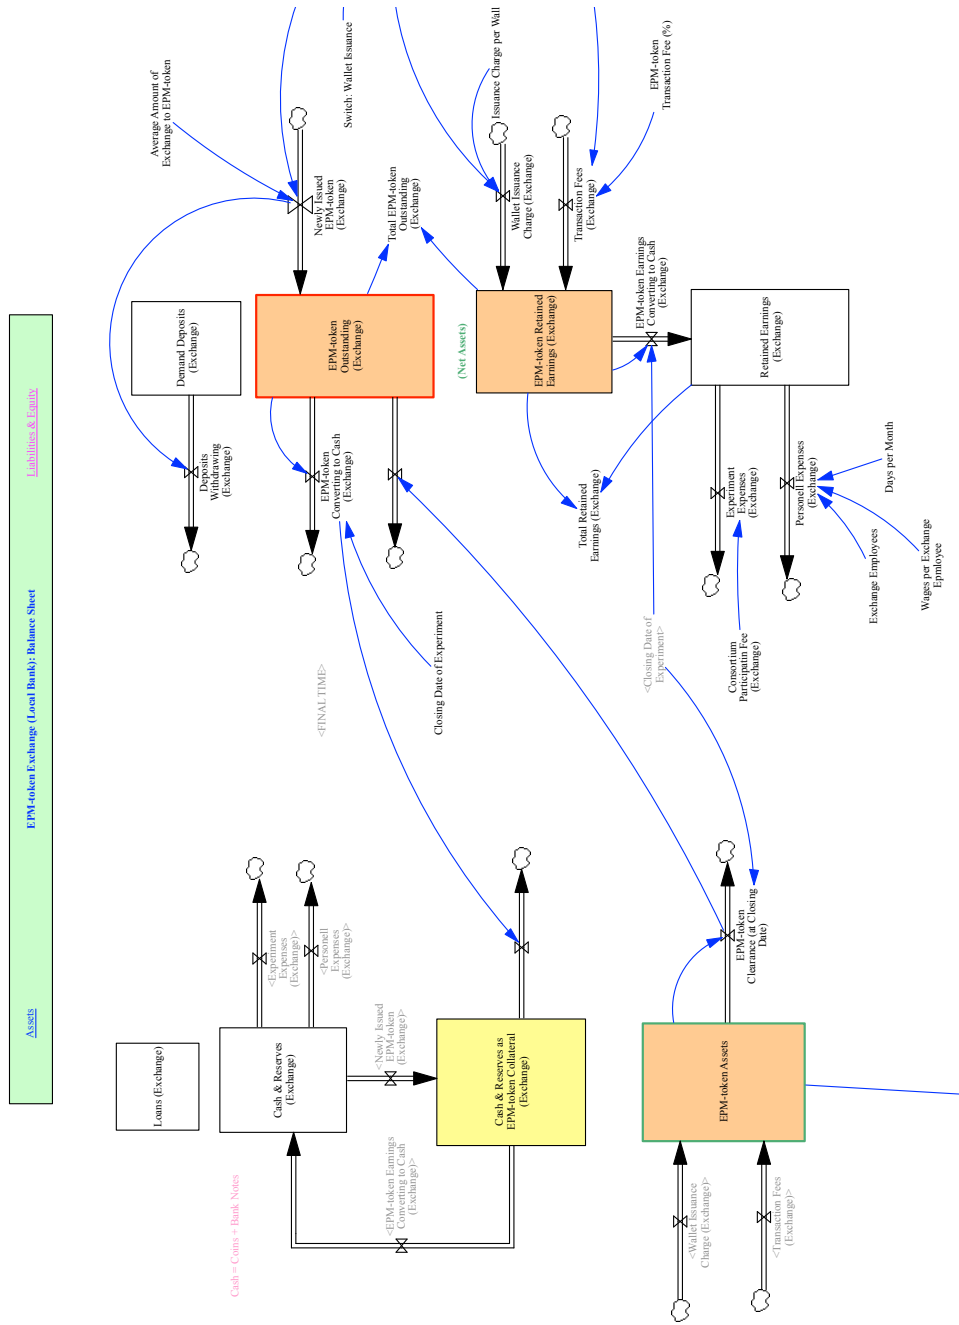 EPM-token Exchange (Local Bank): Balance Sheet
Assets
Liabilities & Equity
Cash = Coins + Bank Notes
Loans (Exchange)
Cash & Reserves
(Exchange)
<Experiment
Expenses
(Exchange)>
<Personell
Expenses
(Exchange)>
<Newly Issued
EPM-token
(Exchange)>
<EPM-token Earnings
Converting to Cash
(Exchange)>
Cash & Reserves as
EPM-token Collateral
(Exchange)
EPM-token Assets
<Wallet Issuance
Charge (Exchange)>
<Transaction Fees
(Exchange)>
EPM-token
Clearance (at Closing
Date)
<FINAL TIME>
Closing Date of Experiment
<Closing Date of
Experiment>
Demand Deposits
(Exchange)
Deposits
Withdrawing
(Exchange)
Average Amount of
Exchange to EPM-token
Switch: Wallet Issuance
Newly Issued
EPM-token
(Exchange)
EPM-token
Outstanding
(Exchange)
EPM-token
Converting to Cash
(Exchange)
Total EPM-token
Outstanding
(Exchange)
(Net Assets)
Issuance Charge per Wall
Wallet Issuance
Charge (Exchange)
EPM-token
Transaction Fee (%)
Transaction Fees
(Exchange)
EPM-token Retained
Earnings (Exchange)
EPM-token Earnings
Converting to Cash
(Exchange)
Total Retained
Earnings (Exchange)
Retained Earnings
(Exchange)
Experiment
Expenses
(Exchange)
Personell Expenses
(Exchange)
Consortium
Participatin Fee
(Exchange)
Days per Month
Exchange Employees
Wages per Exchange
Epmloyee